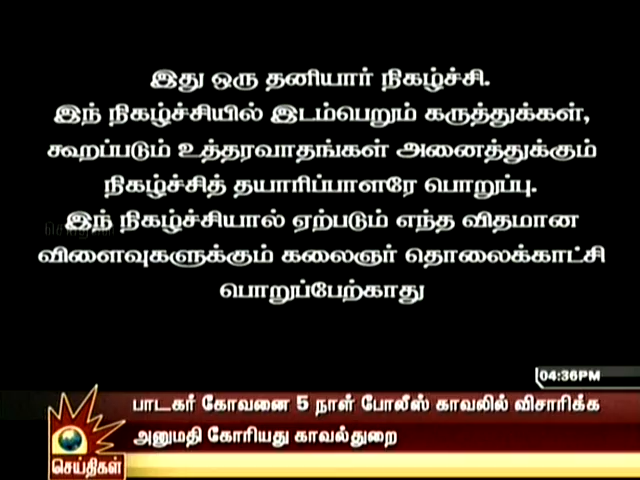 இது ஒரு தனியார் நிகழ்ச்சி.
இந் நிகழ்ச்சியில் இடம்பெறும் கருத்துக்கள்,
கூறப்படும் உத்தரவாதங்கள் அனைத்துக்கும்
நிகழ்ச்சித் தயாரிப்பாளரே பொறுப்பு.
இந் நிகழ்ச்சியால் ஏற்படும் எந்த விதமான
விளைவுகளுக்கும் கலைஞர் தொலைக்காட்சி
பொறுப்பேற்காது
04:36PM
பாடகர் கோவனை 5 நாள் போலீஸ் காவலில் விசாரிக்க
அனுமதி கோரியது காவல்துறை
செய்திகள்